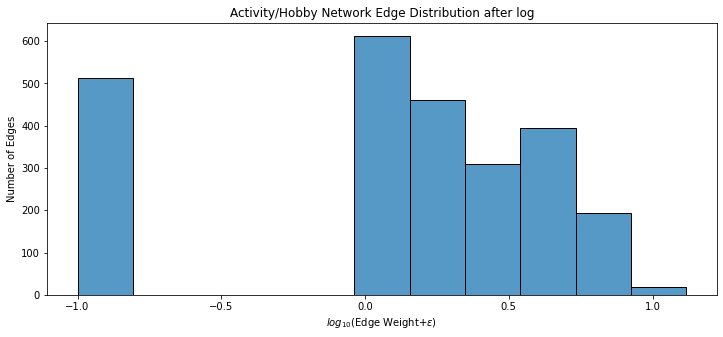 Activity/Hobby Network Edge Distribution after log
Number of Edges
600
500
400
300
200
100
0
−1.0 −0.5 0.0 0.5 1.0
log₁₀(Edge Weight+ε)